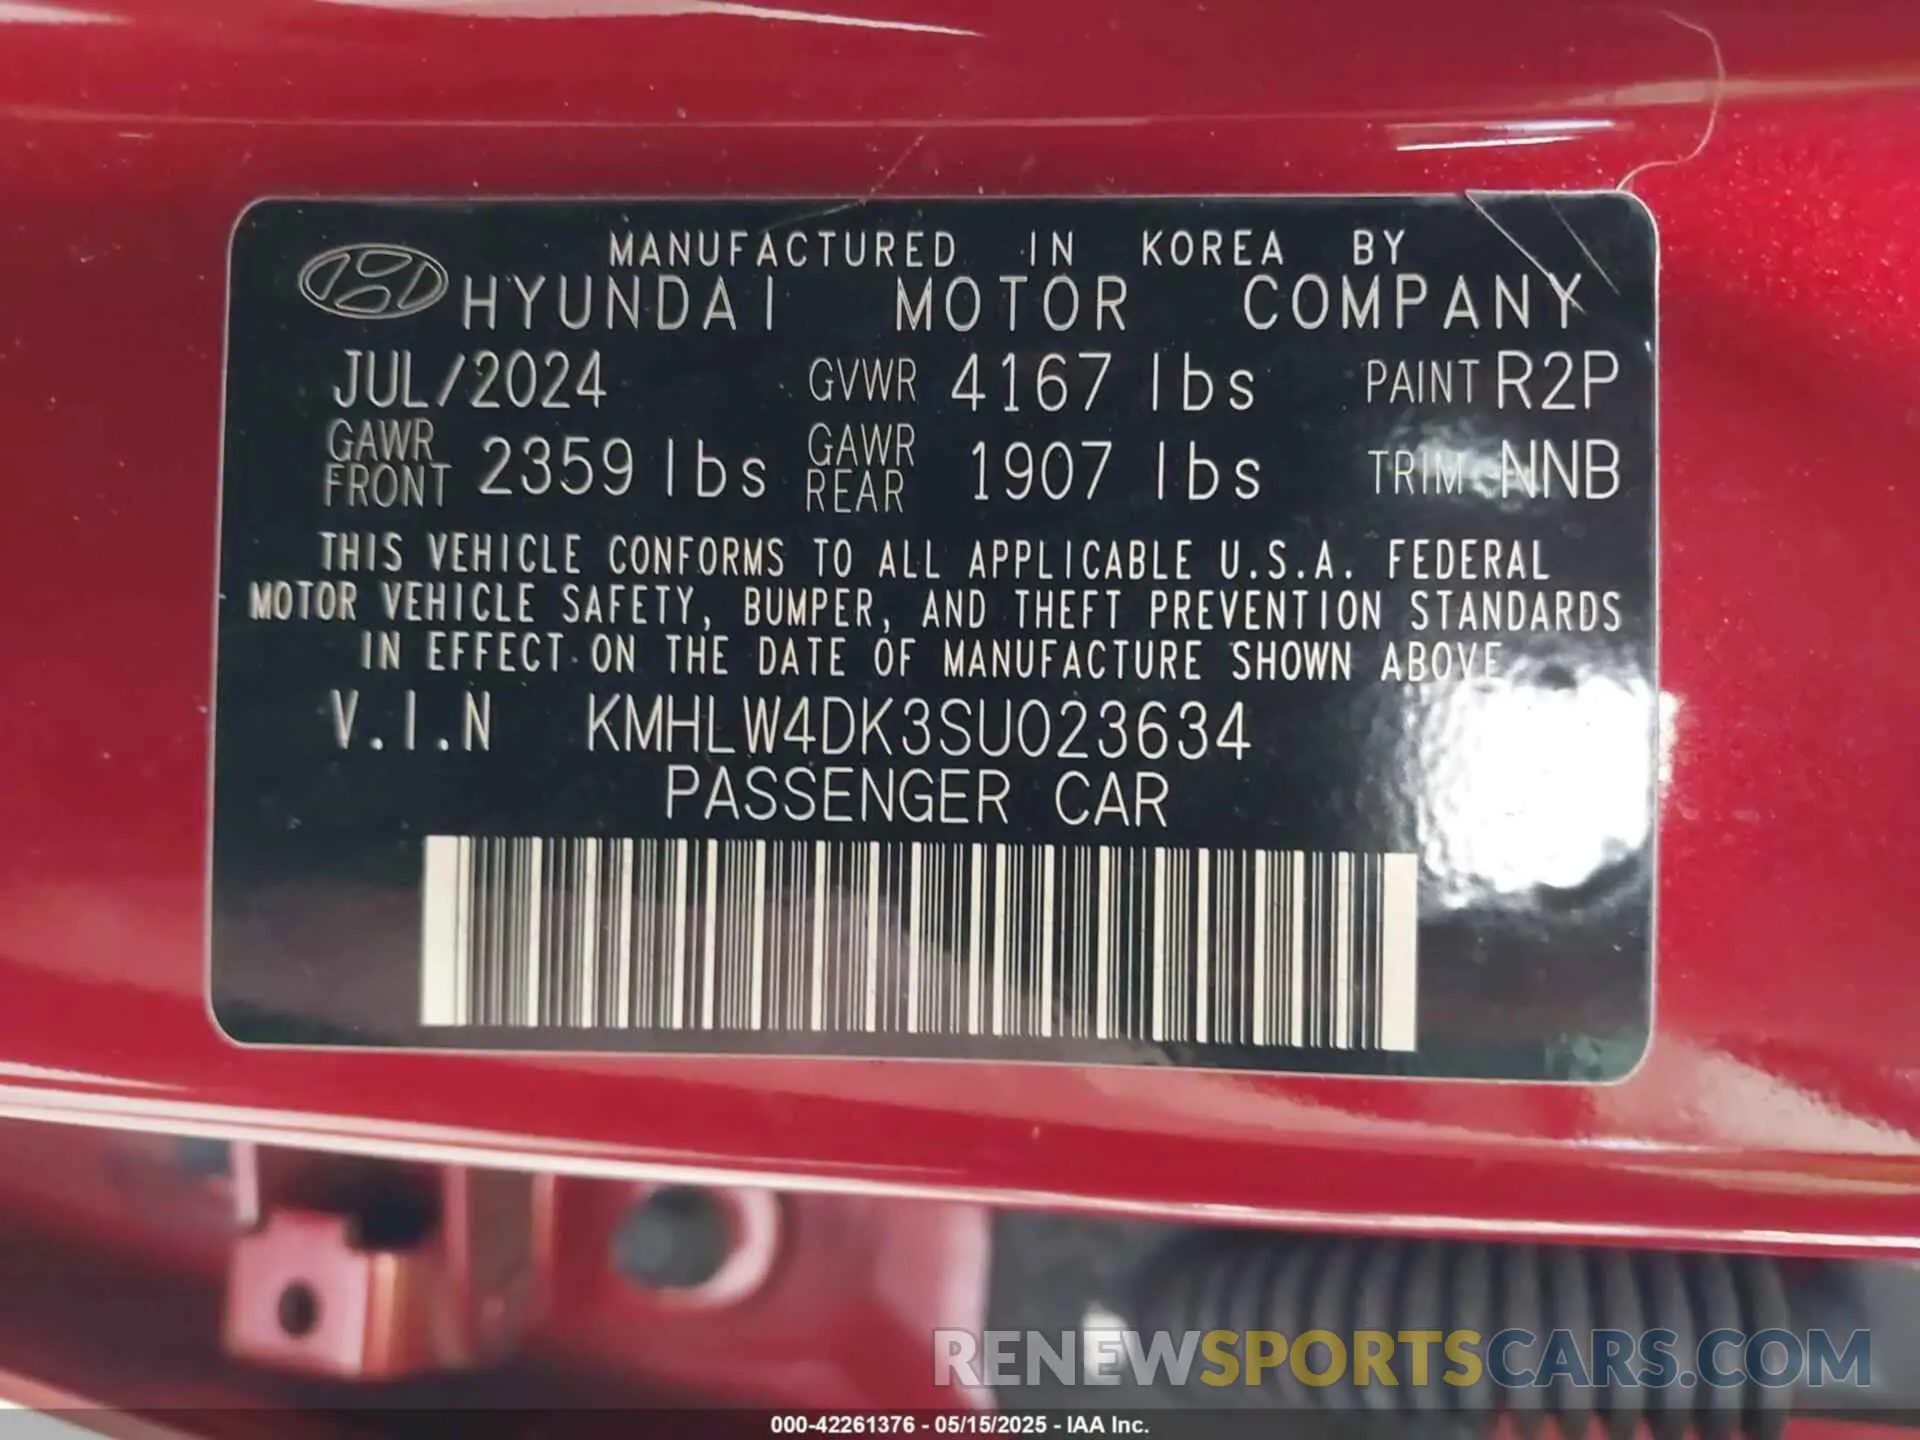 MANUFACTURED IN KOREA BY
HYUNDAI MOTOR COMPANY
JUL/2024 GVWR 4167 lbs PAINT R2P
GAWR FRONT 2359 lbs GAWR REAR 1907 lbs TRIM NNB
THIS VEHICLE CONFORMS TO ALL APPLICABLE U.S.A. FEDERAL
MOTOR VEHICLE SAFETY, BUMPER, AND THEFT PREVENTION STANDARDS
IN EFFECT ON THE DATE OF MANUFACTURE SHOWN ABOVE
V.I.N KMHLW4DK3SU023634
PASSENGER CAR
RENEWSPORTSCARS.COM
000-42261376 - 05/15/2025 - IAA Inc.